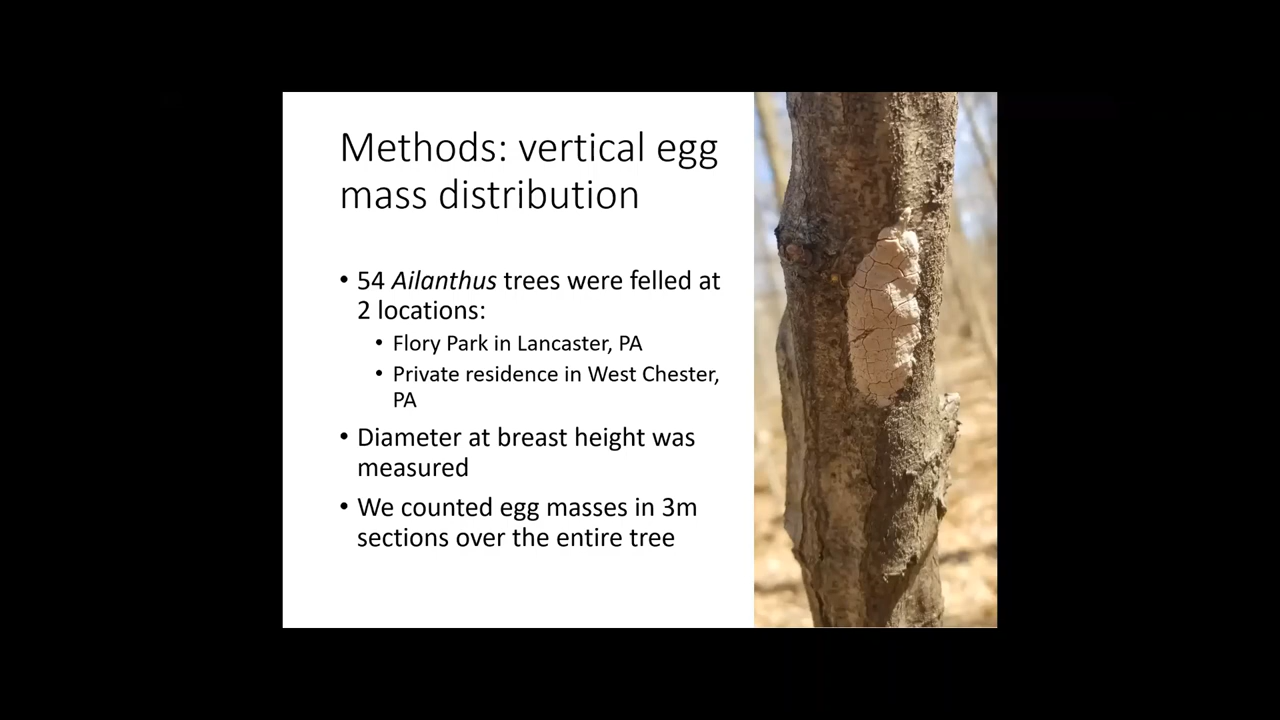 Methods: vertical egg
mass distribution
• 54 Ailanthus trees were felled at
2 locations:
• Flory Park in Lancaster, PA
• Private residence in West Chester,
PA
• Diameter at breast height was
measured
• We counted egg masses in 3m
sections over the entire tree